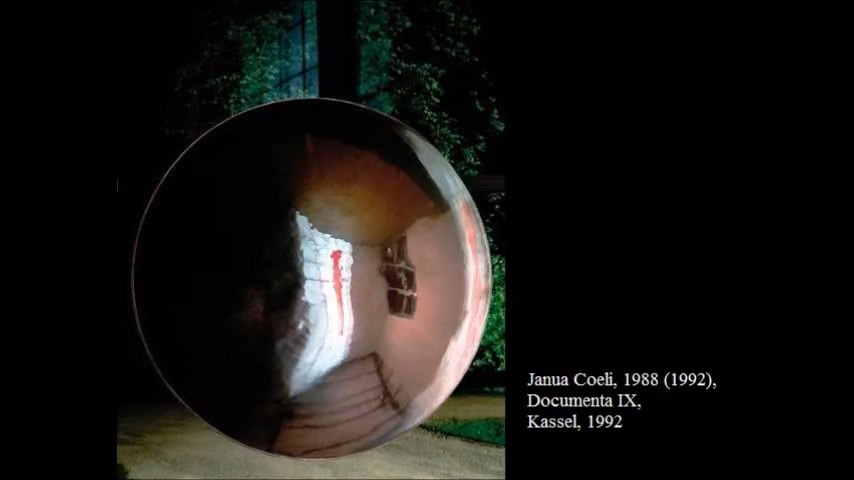 Janua Coeli, 1988 (1992),
Documenta IX,
Kassel, 1992